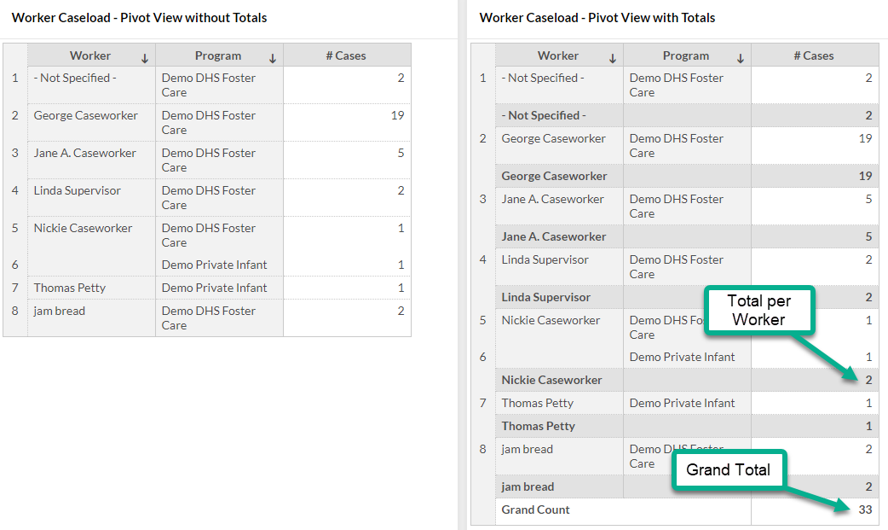 Worker Caseload - Pivot View without Totals
Worker Program # Cases
1 - Not Specified - Demo DHS Foster 2
Care
2 George Caseworker Demo DHS Foster 19
Care
3 Jane A. Caseworker Demo DHS Foster 5
Care
4 Linda Supervisor Demo DHS Foster 2
Care
5 Nickie Caseworker Demo DHS Foster 1
Care
6 Demo Private Infant 1
7 Thomas Petty Demo Private Infant 1
8 jam bread Demo DHS Foster 2
Care
Worker Caseload - Pivot View with Totals
Worker Program # Cases
1 - Not Specified - Demo DHS Foster 2
Care
- Not Specified - 2
2 George Caseworker Demo DHS Foster 19
Care
George Caseworker 19
3 Jane A. Caseworker Demo DHS Foster 5
Care
Jane A. Caseworker 5
4 Linda Supervisor Demo DHS Foster 2
Care
Linda Supervisor 2
5 Nickie Caseworker Demo DHS 1
Care
6 Demo Private Infant 1
Nickie Caseworker 2
7 Thomas Petty Demo Private Infant 1
Thomas Petty 1
8 jam bread Demo DHS Foster 2
Care
jam bread 2
Grand Count 33
Total per
Worker
Grand Total